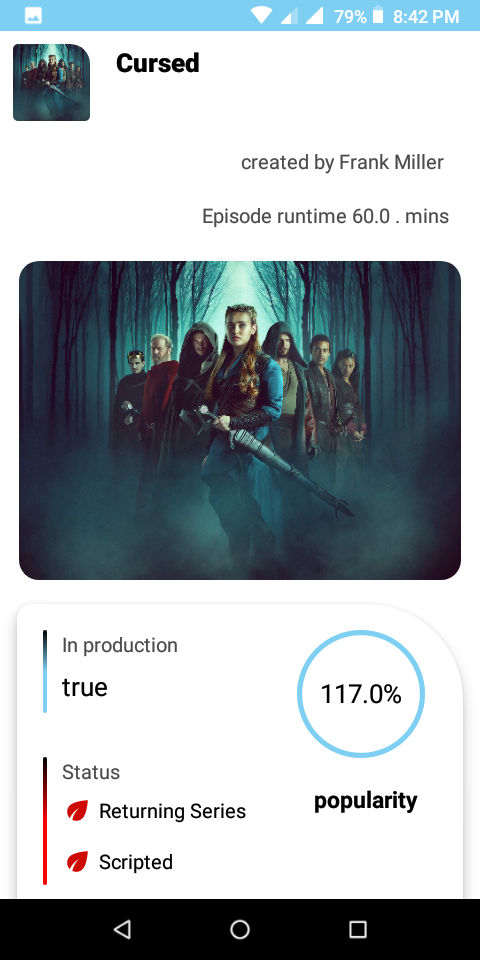 79% 8:42 PM
Cursed
created by Frank Miller
Episode runtime 60.0 . mins
In production
true
117.0%
Status
popularity
Returning Series
Scripted